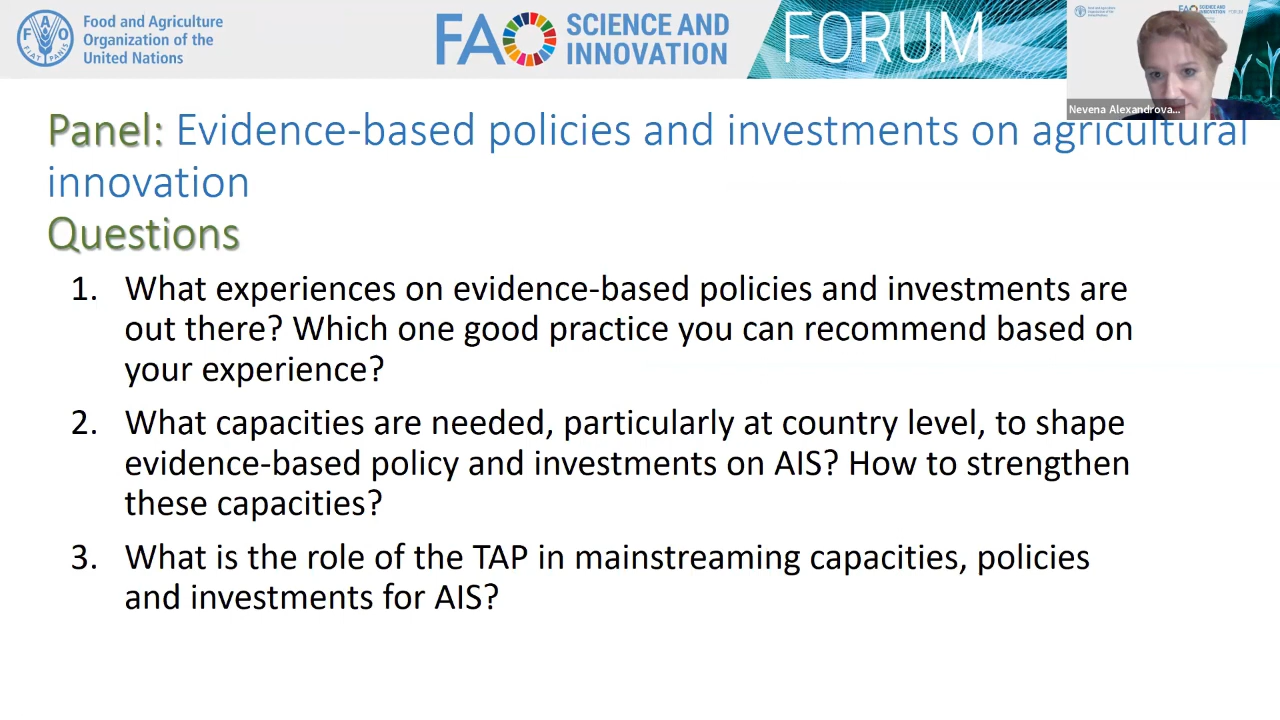 Food and Agriculture
Organization of the
United Nations
FIAT PANIS
FAO SCIENCE AND
INNOVATION
FORUM
Nevena Alexandrova...
Panel: Evidence-based policies and investments on agricultural
innovation
Questions
1. What experiences on evidence-based policies and investments are
out there? Which one good practice you can recommend based on
your experience?
2. What capacities are needed, particularly at country level, to shape
evidence-based policy and investments on AIS? How to strengthen
these capacities?
3. What is the role of the TAP in mainstreaming capacities, policies
and investments for AIS?